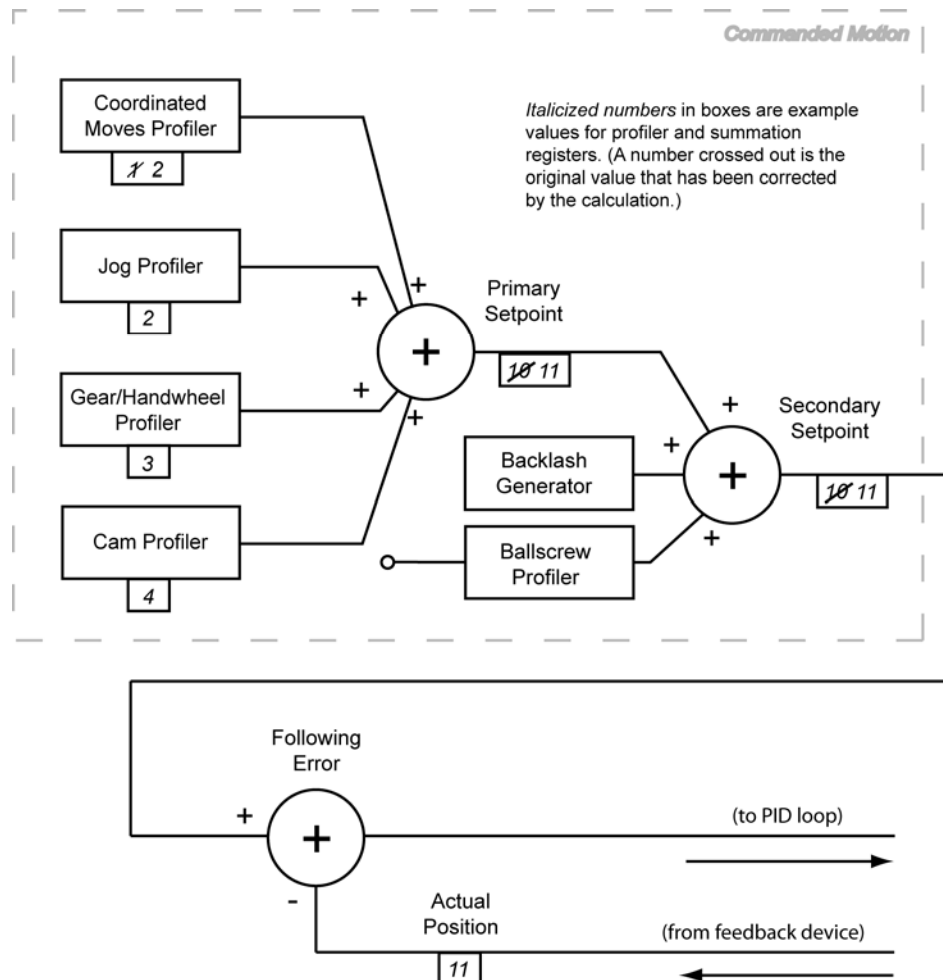 Commanded Motion
Coordinated
Moves Profiler
1 2
Italicized numbers in boxes are example
values for profiler and summation
registers. (A number crossed out is the
original value that has been corrected
by the calculation.)
Jog Profiler
2
+
+
Primary
Setpoint
+
10 11
Gear/Handwheel
Profiler
3
+
+
Secondary
Setpoint
+
+
Backlash
Generator
+
10 11
Cam Profiler
4
Ballscrew
Profiler
+
Following
Error
+
+
(to PID loop)
-
Actual
Position
(from feedback device)
11